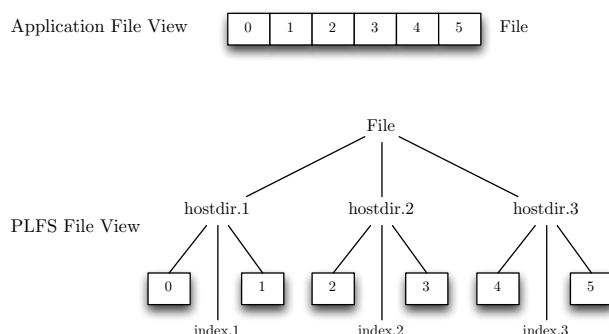 Application File View 0 1 2 3 4 5 File
File
hostdir.1 hostdir.2 hostdir.3
PLFS File View
0 1 2 3 4 5
index.1 index.2 index.3